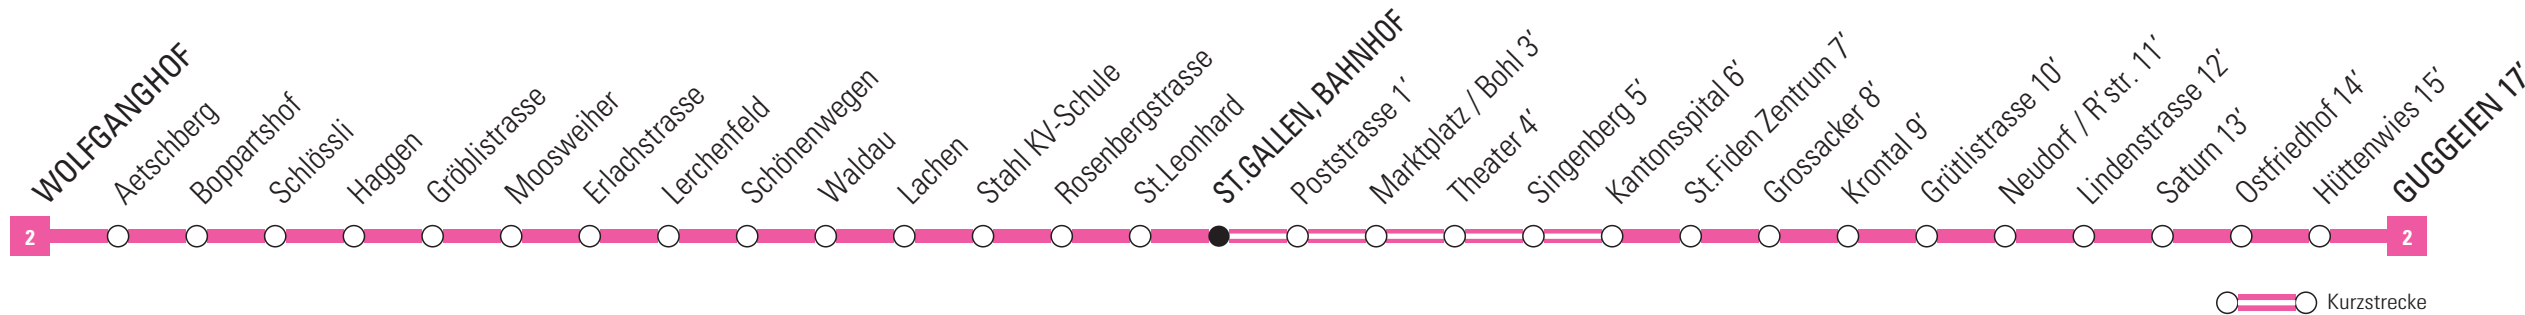 WOLFGANGHOF
Aetschberg
Boppartshof
Schlössli
Haggen
Gröblistrasse
Moosweiher
Erlachstrasse
Lerchenfeld
Schönenwegen
Waldau
Lachen
Stahl KV-Schule
Rosenbergstrasse
St.Leonhard
ST.GALLEN, BAHNHOF
Poststrasse 1’
Marktplatz / Bohl 3’
Theater 4’
Singenberg 5’
Kantonsspital 6’
St.Fiden Zentrum 7’
Grossacker 8’
Krontal 9’
Grütlistrasse 10’
Neudorf / R’str. 11’
Lindenstrasse 12’
Saturn 13’
Ostfriedhof 14’
Hüttenwies 15’
GUGGEIEN 17’
2
2
Kurzstrecke